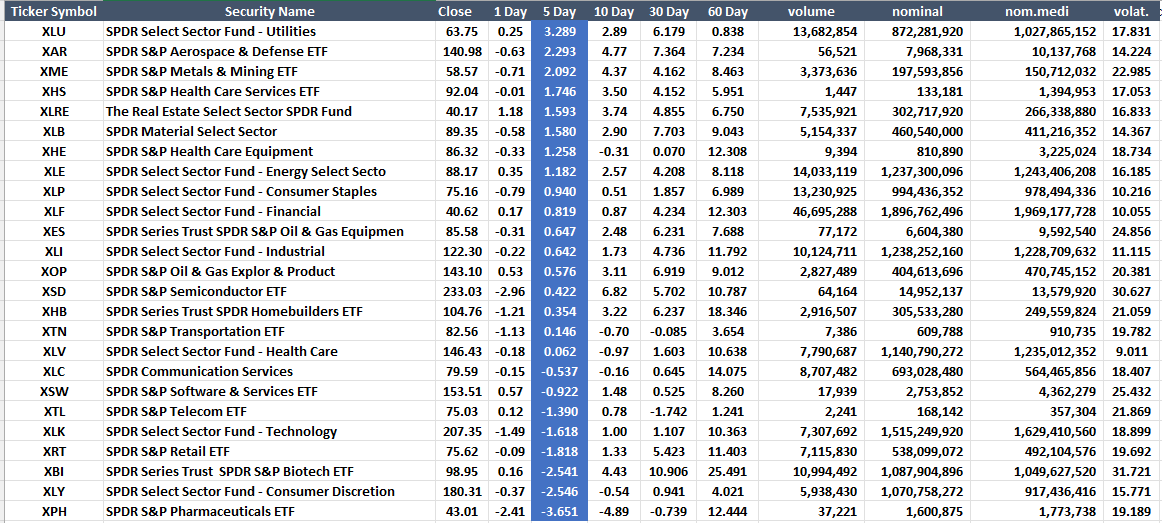 Ticker Symbol Security Name Close 1 Day 5 Day 10 Day 30 Day 60 Day volume nominal nom.medi volat.
XLU SPDR Select Sector Fund - Utilities 63.75 0.25 3.289 2.89 6.179 0.838 13,682,854 872,281,920 1,027,865,152 17.831
XAR SPDR S&P Aerospace & Defense ETF 140.98 -0.63 2.293 4.77 7.364 7.234 56,521 7,968,331 10,137,768 14.224
XME SPDR S&P Metals & Mining ETF 58.57 -0.71 2.092 4.37 4.162 8.463 3,373,636 197,593,856 150,712,032 22.985
XHS SPDR S&P Health Care Services ETF 92.04 -0.01 1.746 3.50 4.152 5.951 1,447 133,181 1,394,953 17.053
XLRE The Real Estate Select Sector SPDR Fund 40.17 1.18 1.593 3.74 4.855 6.750 7,535,921 302,717,920 266,338,880 16.833
XLB SPDR Material Select Sector 89.35 -0.58 1.580 2.90 7.703 9.043 5,154,337 460,540,000 411,216,352 14.367
XHE SPDR S&P Health Care Equipment 86.32 -0.33 1.258 -0.31 0.070 12.308 9,394 810,890 3,225,024 18.734
XLE SPDR Select Sector Fund - Energy Select Secto 88.17 0.35 1.182 2.57 4.208 8.118 14,033,119 1,237,300,096 1,243,406,208 16.185
XLP SPDR Select Sector Fund - Consumer Staples 75.16 -0.79 0.940 0.51 1.857 6.989 13,230,925 994,436,352 978,494,336 10.216
XLF SPDR Select Sector Fund - Financial 40.62 0.17 0.819 0.87 4.234 12.303 46,695,288 1,896,762,496 1,969,177,728 10.055
XES SPDR Series Trust SPDR S&P Oil & Gas Equipmen 85.58 -0.31 0.647 2.48 6.231 7.688 77,172 6,604,380 9,592,540 24.856
XLI SPDR Select Sector Fund - Industrial 122.30 -0.22 0.642 1.73 4.736 11.792 10,124,711 1,238,252,160 1,228,709,632 11.115
XOP SPDR S&P Oil & Gas Explor & Product 143.10 0.53 0.576 3.11 6.919 9.012 2,827,489 404,613,696 470,745,152 20.381
XSD SPDR S&P Semiconductor ETF 233.03 -2.96 0.422 6.82 5.702 10.787 64,164 14,952,137 13,579,920 30.627
XHB SPDR Series Trust SPDR Homebuilders ETF 104.76 -1.21 0.354 3.22 6.237 18.346 2,916,507 305,533,280 249,559,824 21.059
XTN SPDR S&P Transportation ETF 82.56 -1.13 0.146 -0.70 -0.085 3.654 7,386 609,788 910,735 19.782
XLV SPDR Select Sector Fund - Health Care 146.43 -0.18 0.062 -0.97 1.603 10.638 7,790,687 1,140,790,272 1,235,012,352 9.011
XLC SPDR Communication Services 79.59 -0.15 -0.537 -0.16 0.645 14.075 8,707,482 693,028,480 564,465,856 18.407
XSW SPDR S&P Software & Services ETF 153.51 0.57 -0.922 1.48 0.525 8.260 17,939 2,753,852 4,362,279 25.432
XTL SPDR S&P Telecom ETF 75.03 0.12 -1.390 0.78 -1.742 1.241 2,241 168,142 357,304 21.869
XLK SPDR Select Sector Fund - Technology 207.35 -1.49 -1.618 1.00 1.107 10.363 7,307,692 1,515,249,920 1,629,410,560 18.899
XRT SPDR S&P Retail ETF 75.62 -0.09 -1.818 1.33 5.423 11.403 7,115,830 538,099,072 492,104,576 19.692
XBI SPDR Series Trust SPDR S&P Biotech ETF 98.95 0.16 -2.541 4.43 10.906 25.491 10,994,492 1,087,904,896 1,049,627,520 31.721
XLY SPDR Select Sector Fund - Consumer Discretion 180.31 -0.37 -2.546 -0.54 0.941 4.021 5,938,430 1,070,758,272 917,436,416 15.771
XPH SPDR S&P Pharmaceuticals ETF 43.01 -2.41 -3.651 -4.89 -0.739 12.444 37,221 1,600,875 1,773,738 19.189